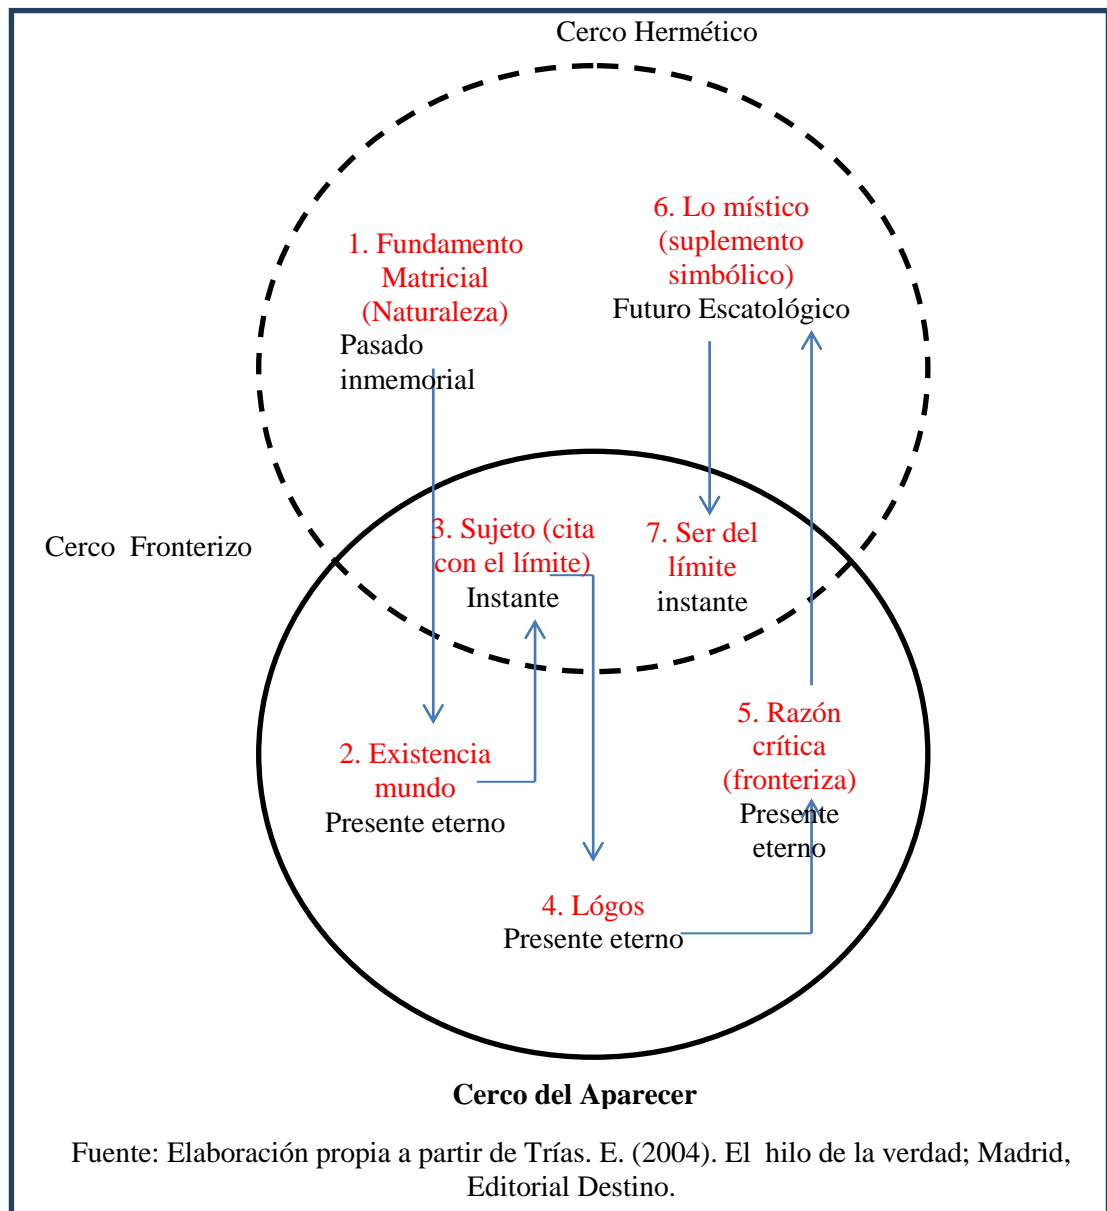 Cerco Hermético
1. Fundamento
Matricial
(Naturaleza)
Pasado
inmemorial
6. Lo místico
(suplemento
simbólico)
Futuro Escatológico
Cerco Fronterizo
3. Sujeto (cita
con el límite)
Instante
7. Ser del
límite
instante
2. Existencia
mundo
Presente eterno
5. Razón
crítica
(fronteriza)
Presente
eterno
4. Lógos
Presente eterno
Cerco del Aparecer
Fuente: Elaboración propia a partir de Trías. E. (2004). El hilo de la verdad; Madrid,
Editorial Destino.